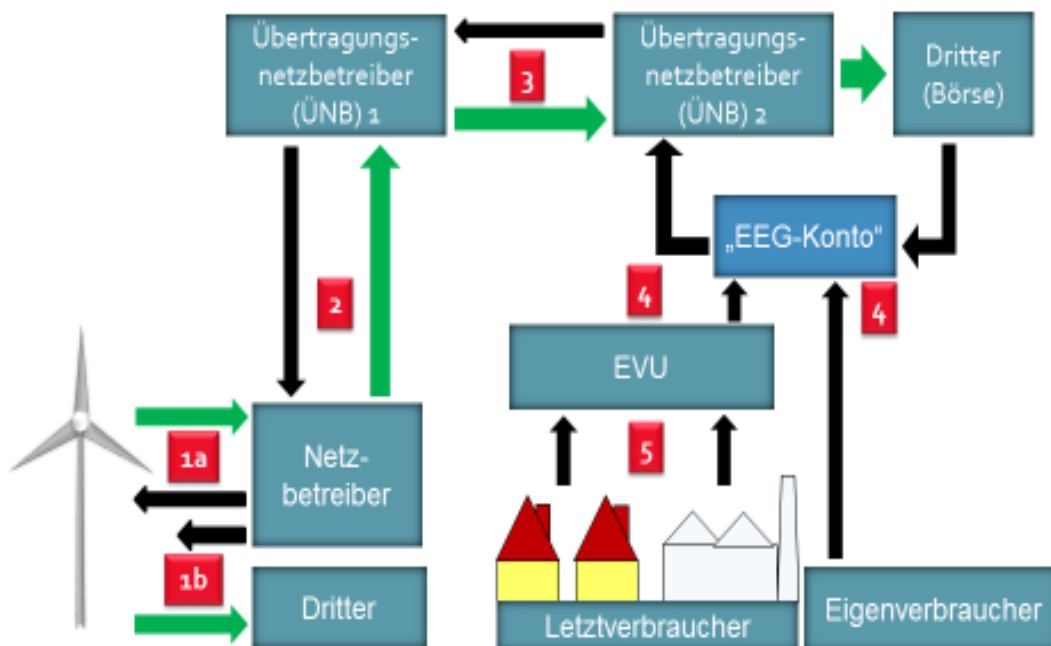 Übertragungs-
netzbetreiber
(ÜNB) 1
3
Übertragungs-
netzbetreiber
(ÜNB) 2
Dritter
(Börse)
„EEG-Konto“
2
4
4
EVU
1a
Netz-
betreiber
5
1b
Dritter
Letztverbraucher
Eigenverbraucher